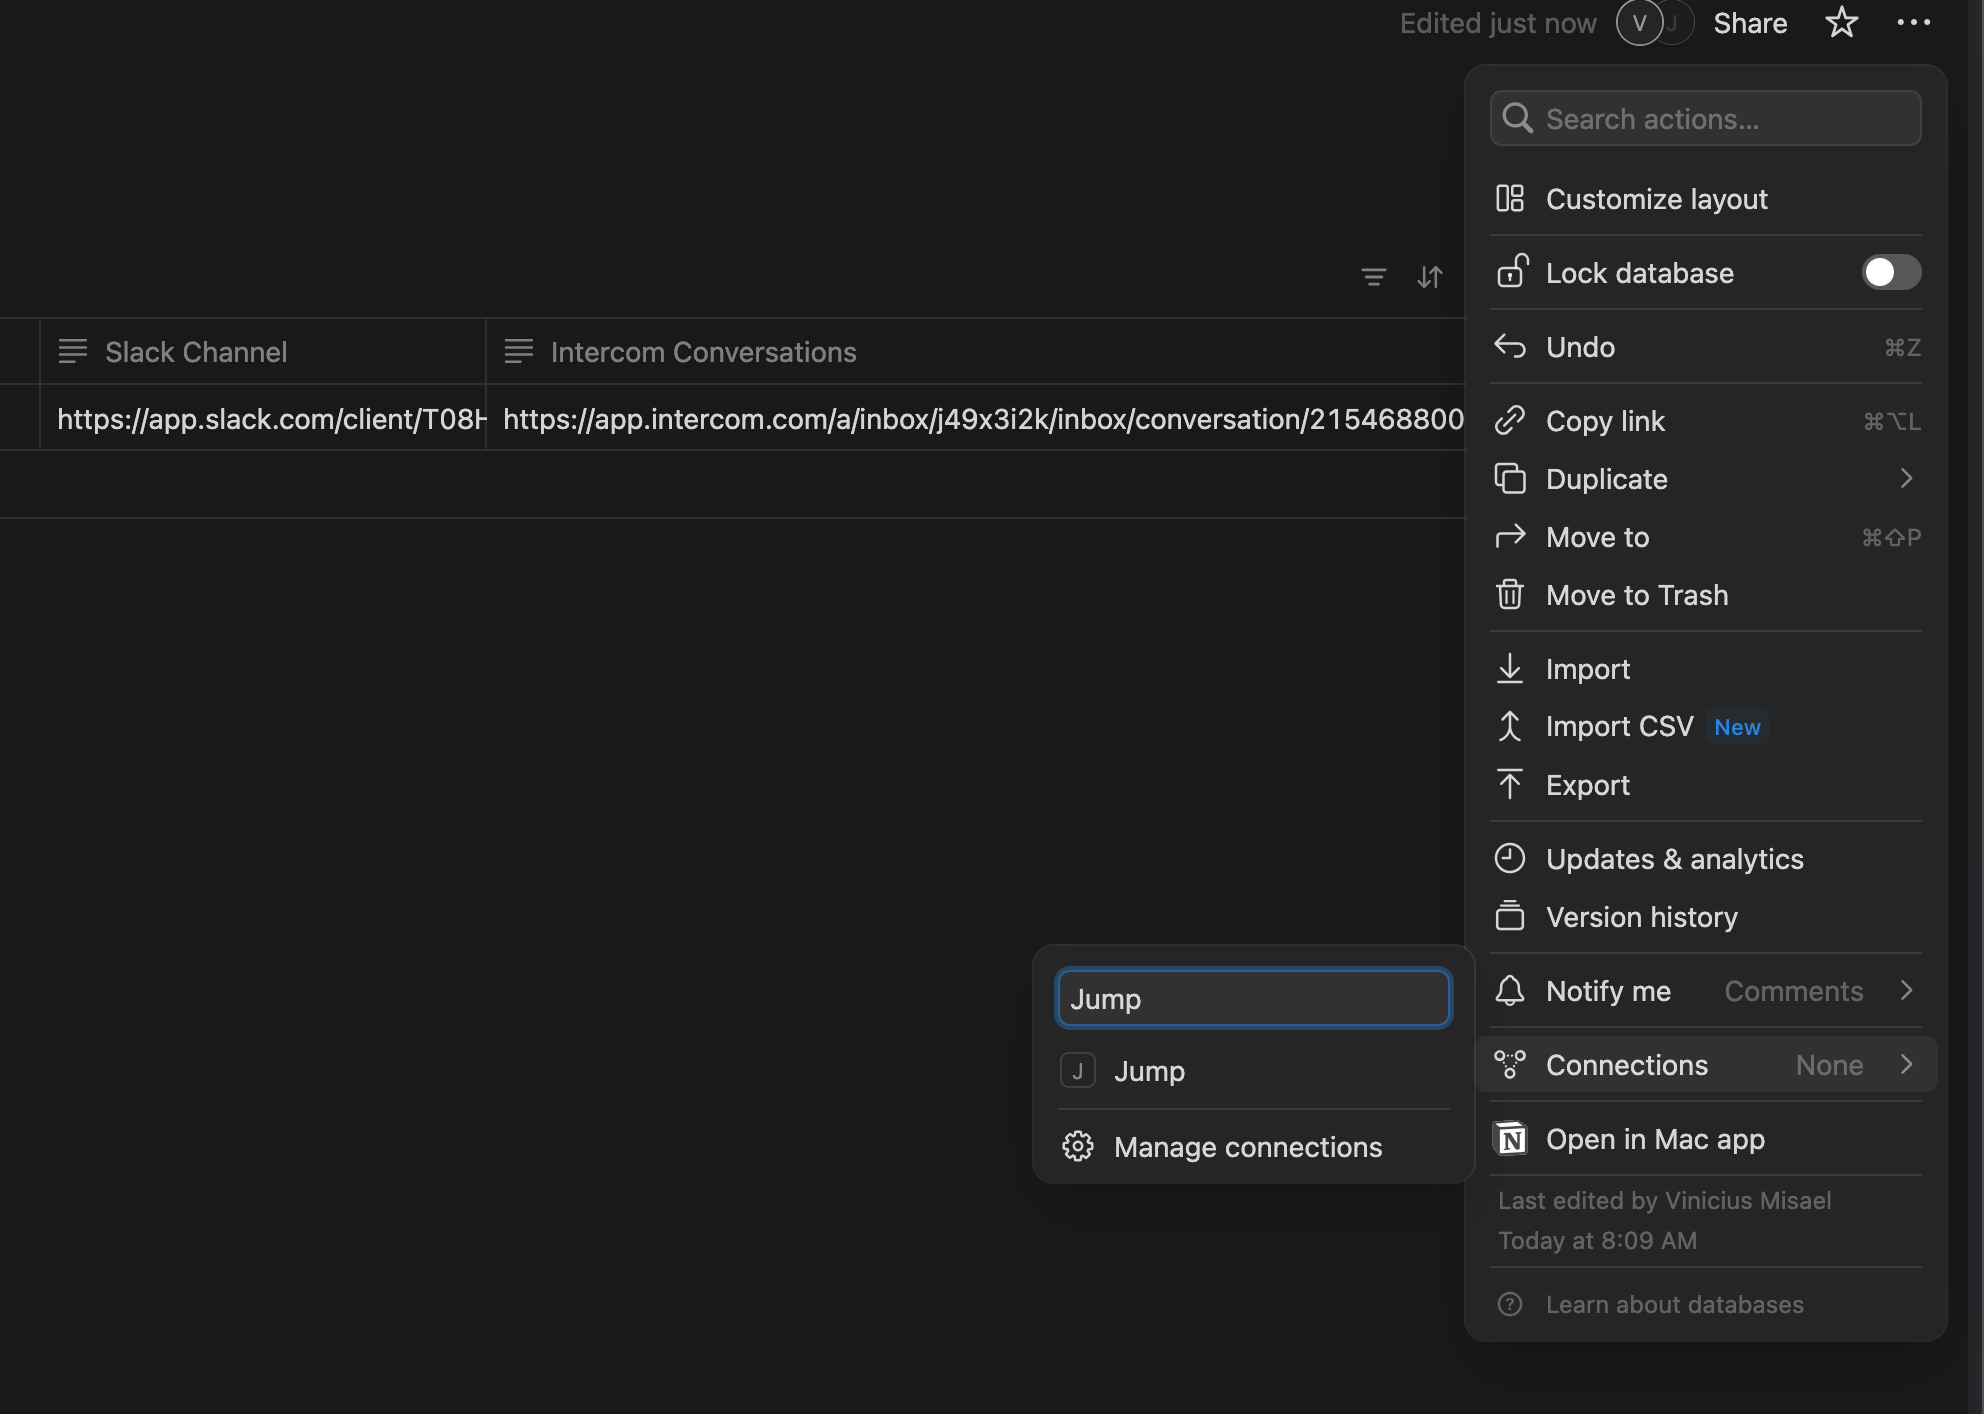 Edited just now V J Share
Search actions...
Customize layout
Lock database
Undo ⌘Z
Slack Channel Intercom Conversations
https://app.slack.com/client/T08H https://app.intercom.com/a/inbox/j49x3i2k/inbox/conversation/215468800
Copy link ⌘⌥L
Duplicate
Move to ⌘⇧P
Move to Trash
Import
Import CSV New
Export
Updates & analytics
Version history
Notify me Comments
Jump
Connections None
J Jump
Manage connections
Open in Mac app
Last edited by Vinicius Misael
Today at 8:09 AM
Learn about databases